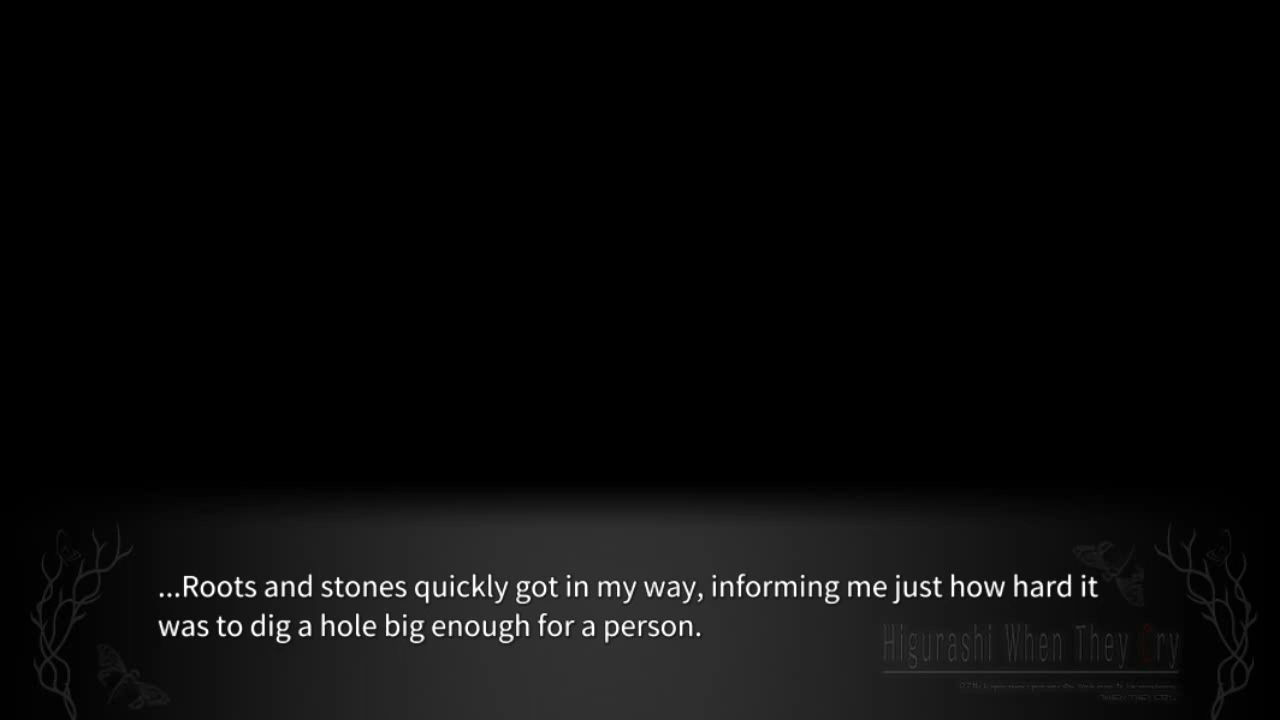 ...Roots and stones quickly got in my way, informing me just how hard it
was to dig a hole big enough for a person.
Higurashi When They Cry